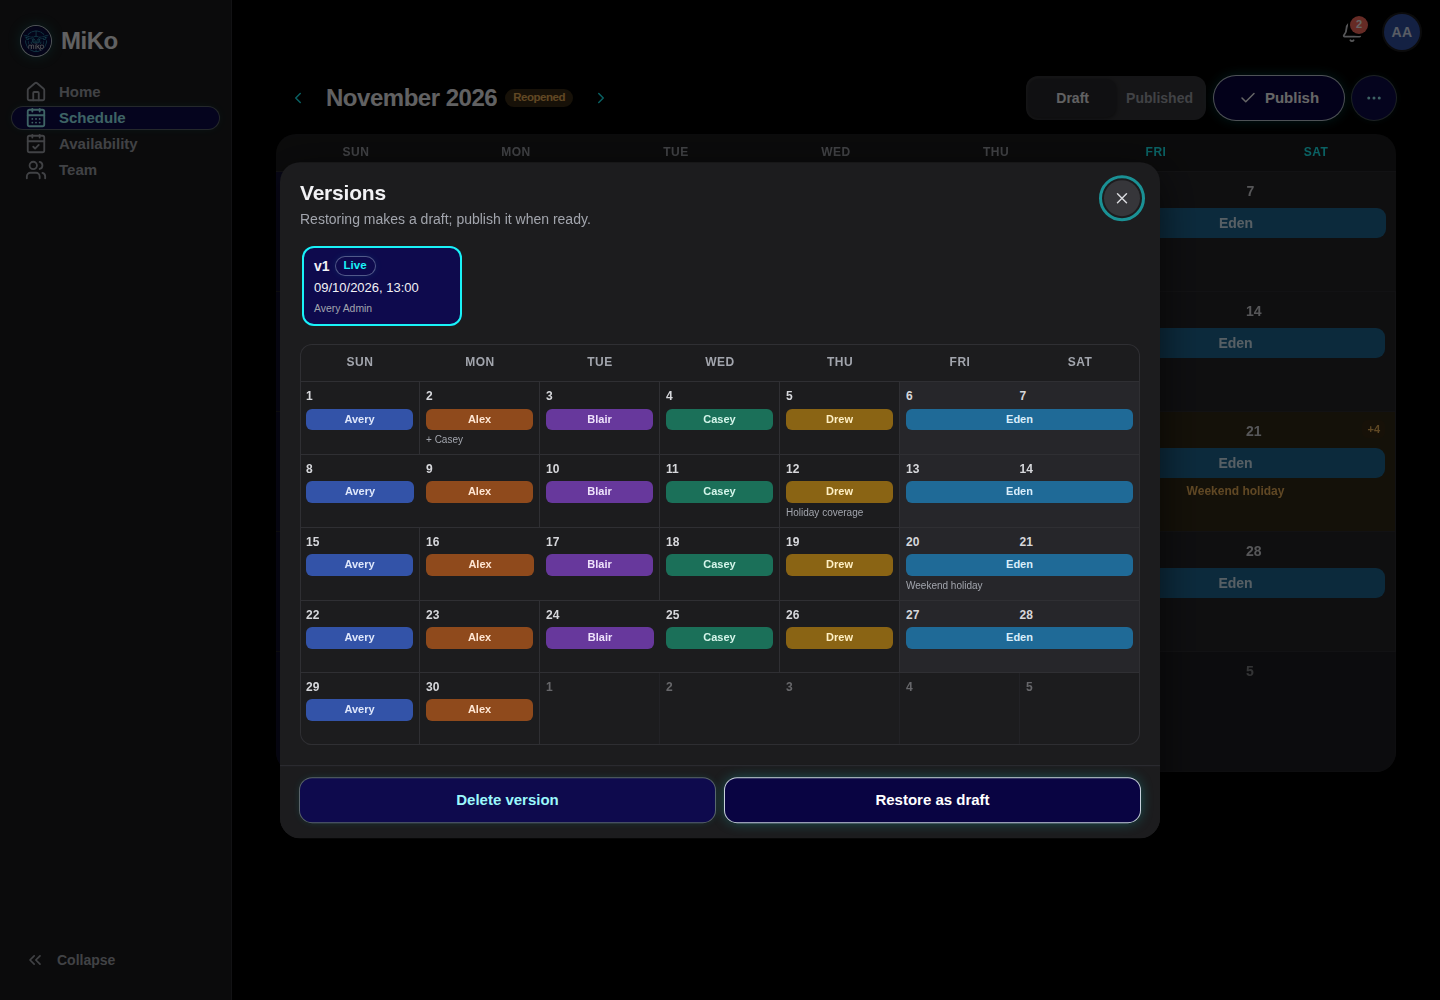 miko
MiKo
2
AA
Home
Schedule
Availability
Team
November 2026
Reopened
Draft
Published
Publish
SUN MON TUE WED THU FRI SAT
7
Eden
14
Eden
21
+4
Eden
Weekend holiday
28
Eden
5
Versions
Restoring makes a draft; publish it when ready.
v1 Live
09/10/2026, 13:00
Avery Admin
SUN MON TUE WED THU FRI SAT
1 2 3 4 5 6 7
Avery Alex Blair Casey Drew Eden
+ Casey
8 9 10 11 12 13 14
Avery Alex Blair Casey Drew Eden
Holiday coverage
15 16 17 18 19 20 21
Avery Alex Blair Casey Drew Eden
Weekend holiday
22 23 24 25 26 27 28
Avery Alex Blair Casey Drew Eden
29 30 1 2 3 4 5
Avery Alex
Delete version
Restore as draft
Collapse